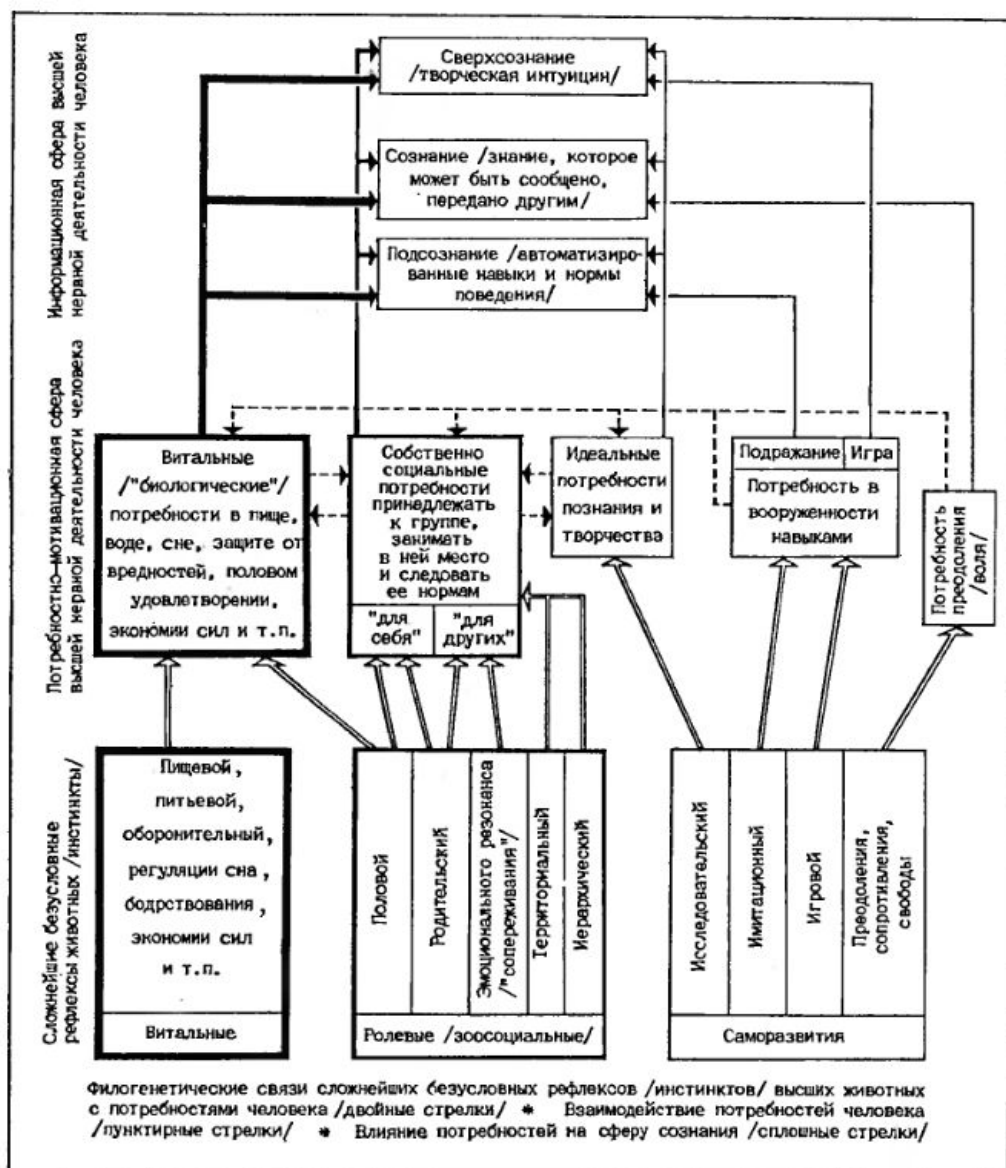 Информационная сфера высшей
нервной деятельности человека
Сверхсознание
/творческая интуиции/
Сознание /знание, которое
может быть сообщено,
передано другим/
Подсознание /автоматизиро-
ванные навыки и нормы
поведения/
Потребностно-мотивационная сфера
высшей нервной деятельности человека
Витальные
/"биологические"/
потребности в пище,
воде, сне, защите от
вредностей, половом
удовлетворении,
экономии сил и т.п.
Собственно
социальные
потребности
принадлежать
к группе,
занимать
в ней место
и следовать
ее нормам
"для
себя"
"для
других"
Идеальные
потребности
познания и
творчества
Подражание
Игра
Потребность в
вооруженности
навыками
Потребность
преодоления
/воля/
Сложнейшие безусловные
рефлексы животных /инстинкты/
Пищевой,
питьевой,
оборонительный,
регуляции сна,
бодрствования,
экономии сил
и т.п.
Витальные
Половой
Родительский
Эмоционального резонанса
/"сопереживания"/
Территориальный
Иерархический
Ролевые /зоосоциальные/
Исследовательский
Имитационный
Игровой
Преодоления,
сопротивления,
свободы
Саморазвития
Филогенетические связи сложнейших безусловных рефлексов /инстинктов/ высших животных
с потребностями человека /двойные стрелки/ * Взаимодействие потребностей человека
/пунктирные стрелки/ * Влияние потребностей на сферу сознания /сплошные стрелки/